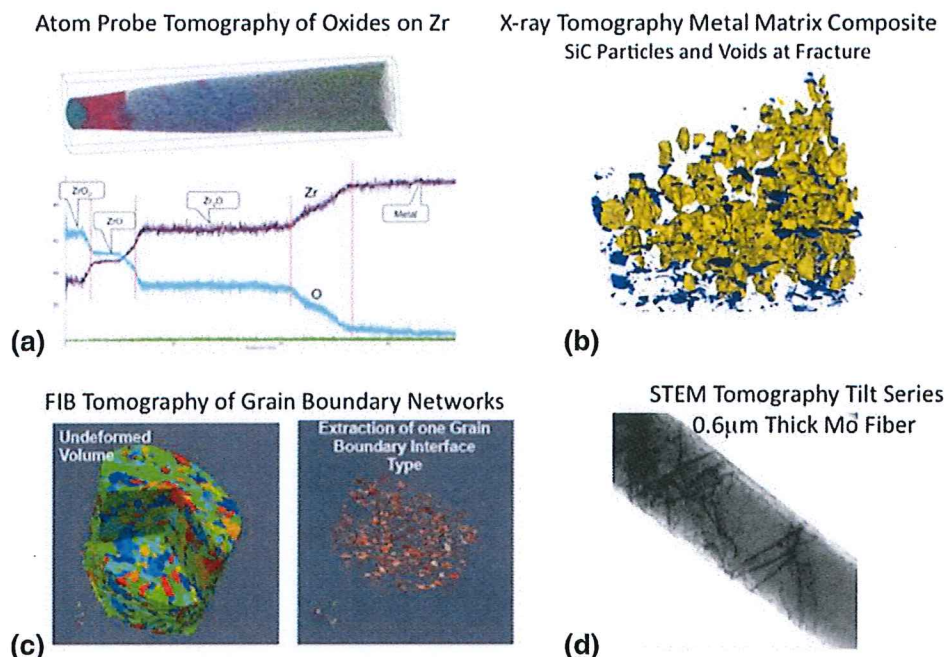 Atom Probe Tomography of Oxides on Zr
ZrO₂
ZrO
Zr₂O
Zr
Metal
O
(a)
X-ray Tomography Metal Matrix Composite
SiC Particles and Voids at Fracture
(b)
FIB Tomography of Grain Boundary Networks
Undeformed
Volume
Extraction of one Grain
Boundary Interface
Type
(c)
STEM Tomography Tilt Series
0.6μm Thick Mo Fiber
(d)